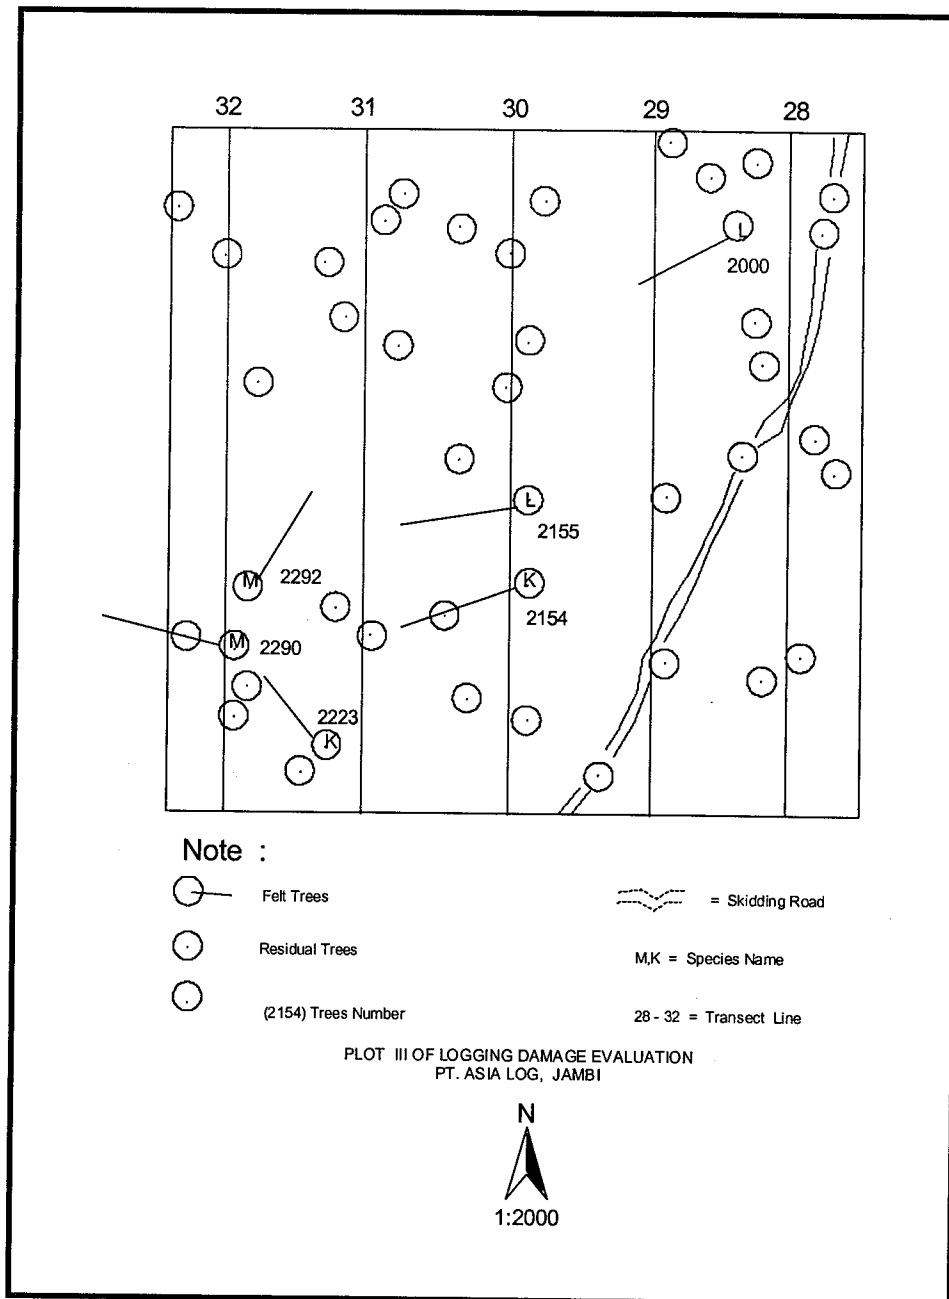 32 31 30 29 28
L
2000
L
2155
M 2292
K
2154
M 2290
2223
K
Note :
Felt Trees
= Skidding Road
Residual Trees
M,K = Species Name
(2154) Trees Number
28 - 32 = Transect Line
PLOT III OF LOGGING DAMAGE EVALUATION
PT. ASIA LOG, JAMBI
N
1:2000